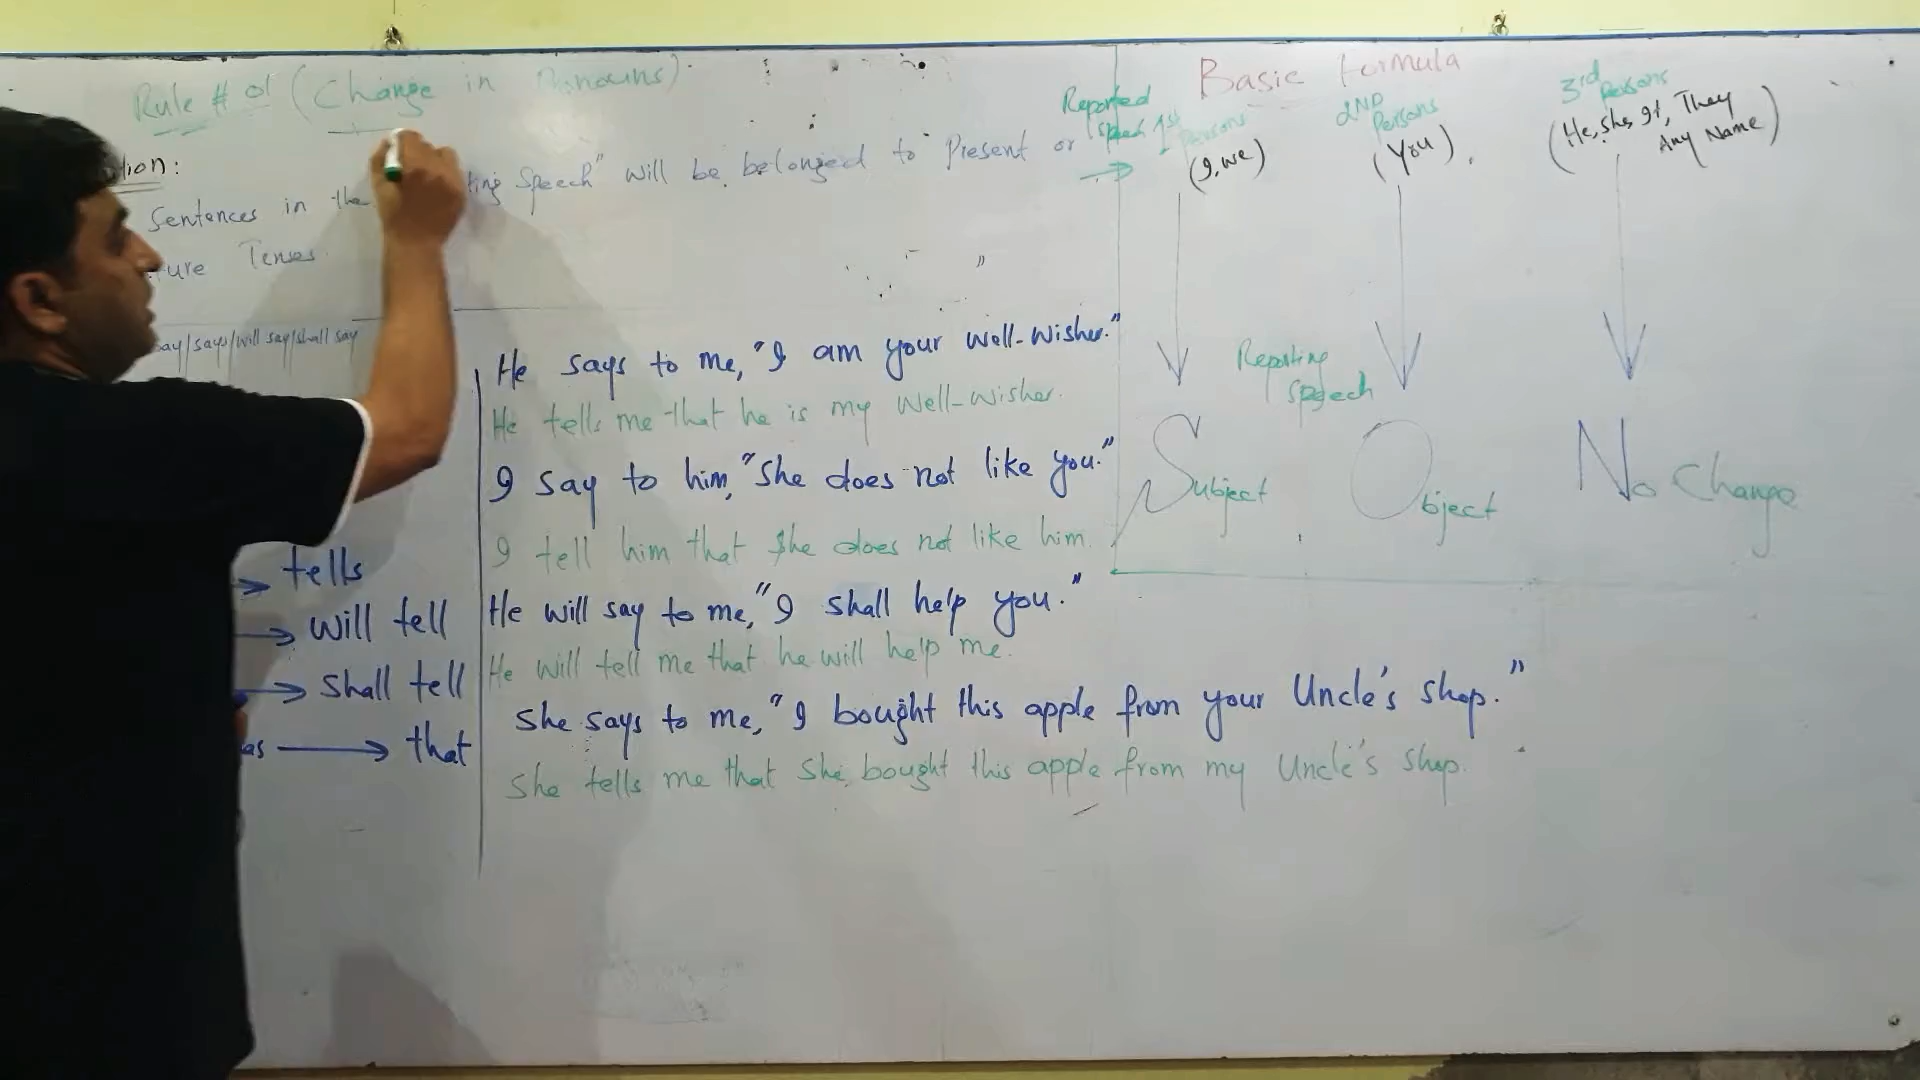 Rule # 01 (Change in Pronouns).
tion:
Sentences in the ting Speech" will be belonged to Present or
ure Tenses.
ay/says/will say/shall say
tells
will tell
shall tell
as that
He says to me, "I am your well-wisher."
He tells me that he is my well-wisher.
I say to him, "She does not like you."
I tell him that she does not like him.
He will say to me, "I shall help you."
He will tell me that he will help me.
She says to me, "I bought this apple from your Uncle's shop."
She tells me that she bought this apple from my Uncle's shop.
Basic formula
Reported Speech
1st Persons
(I, we)
2ND Persons
(You).
3rd Persons
(He, she, It, They
Any Name)
Reporting Speech
Subject
Object
No Change